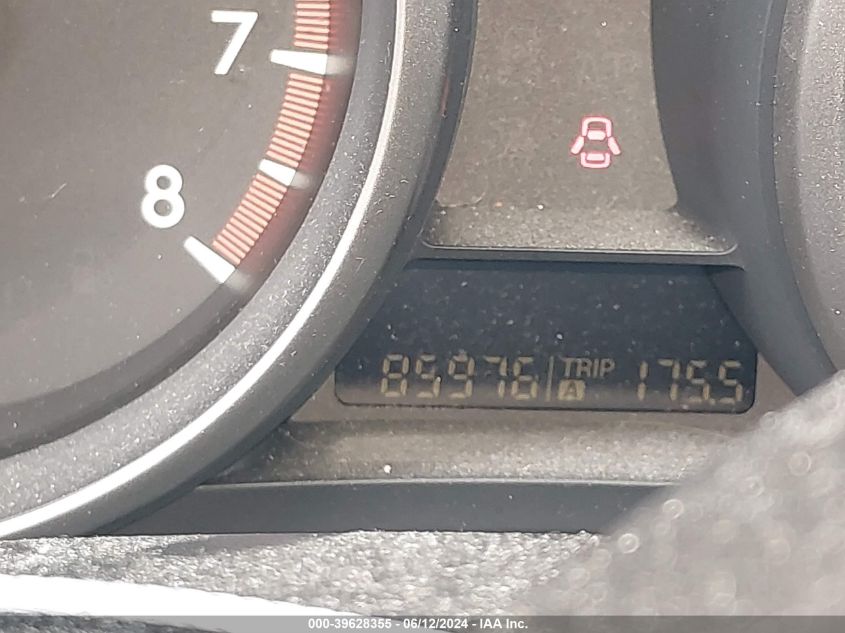 7
8
85976 TRIP A 175.5
000-39628355 - 06/12/2024 - IAA Inc.